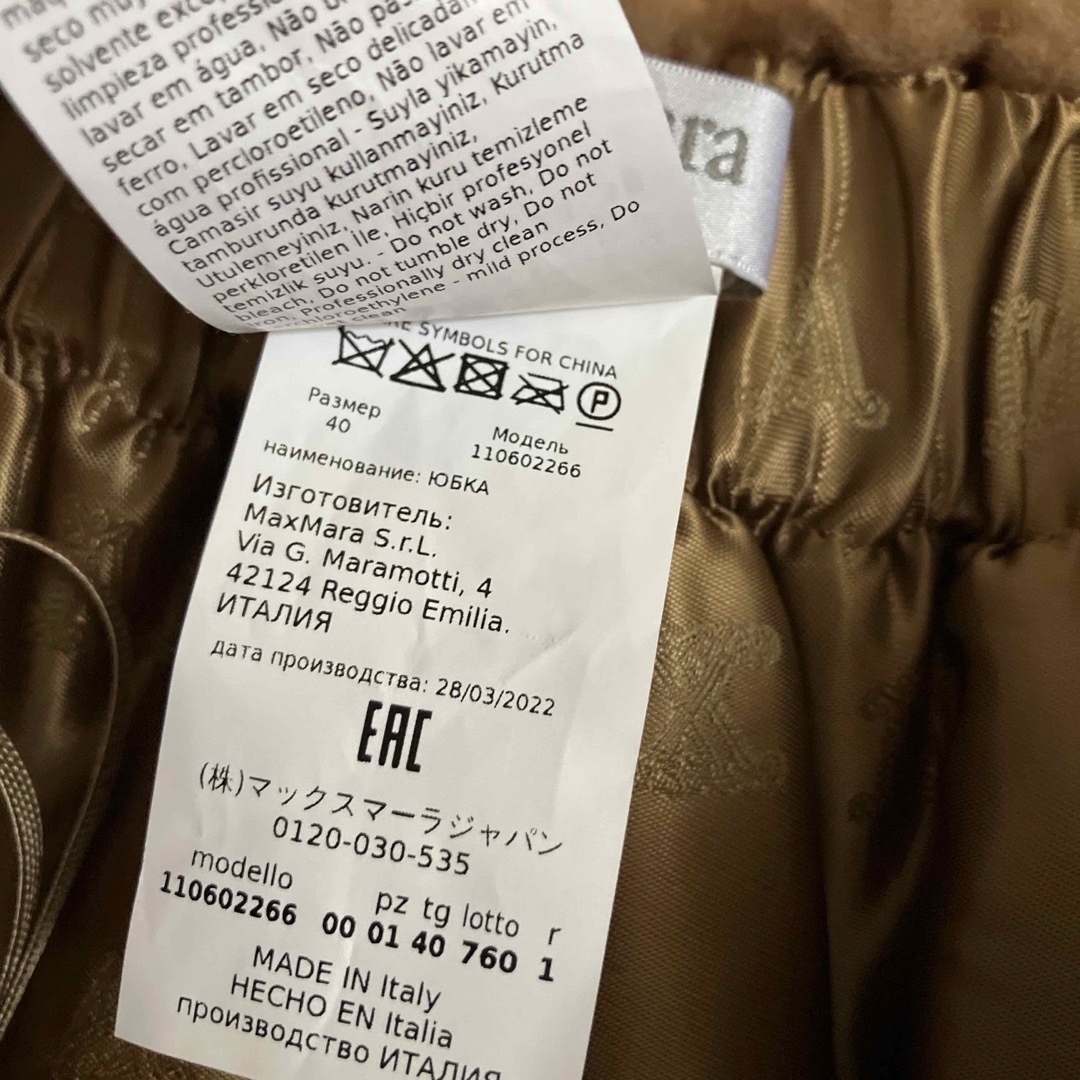 seco
solvente
limpieza
lavar em água, Não
secar em tambor, Não
ferro, Lavar em seco
com percloroetileno, Não lavar em
água profissional - Suyla yikamayin,
Camasir suyu kullanmayiniz, Kurutma
tamburunda kurutmayiniz,
Utulemeyiniz, Narin kuru temizleme
perkloretilen ile, Hiçbir profesyonel
temizlik suyu. - Do not wash, Do not
bleach, Do not tumble dry, Do not
iron, Professionally dry clean
- mild process, Do
clean
ra
SYMBOLS FOR CHINA
P
Размер
40
Модель
110602266
наименование: ЮБКА
Изготовитель:
MaxMara S.r.L.
Via G. Maramotti, 4
42124 Reggio Emilia.
ИТАЛИЯ
дата производства: 28/03/2022
EAC
(株)マックスマーラジャパン
0120-030-535
modello pz tg lotto r
110602266 00 01 40 760 1
MADE IN Italy
HECHO EN Italia
производство ИТАЛИЯ